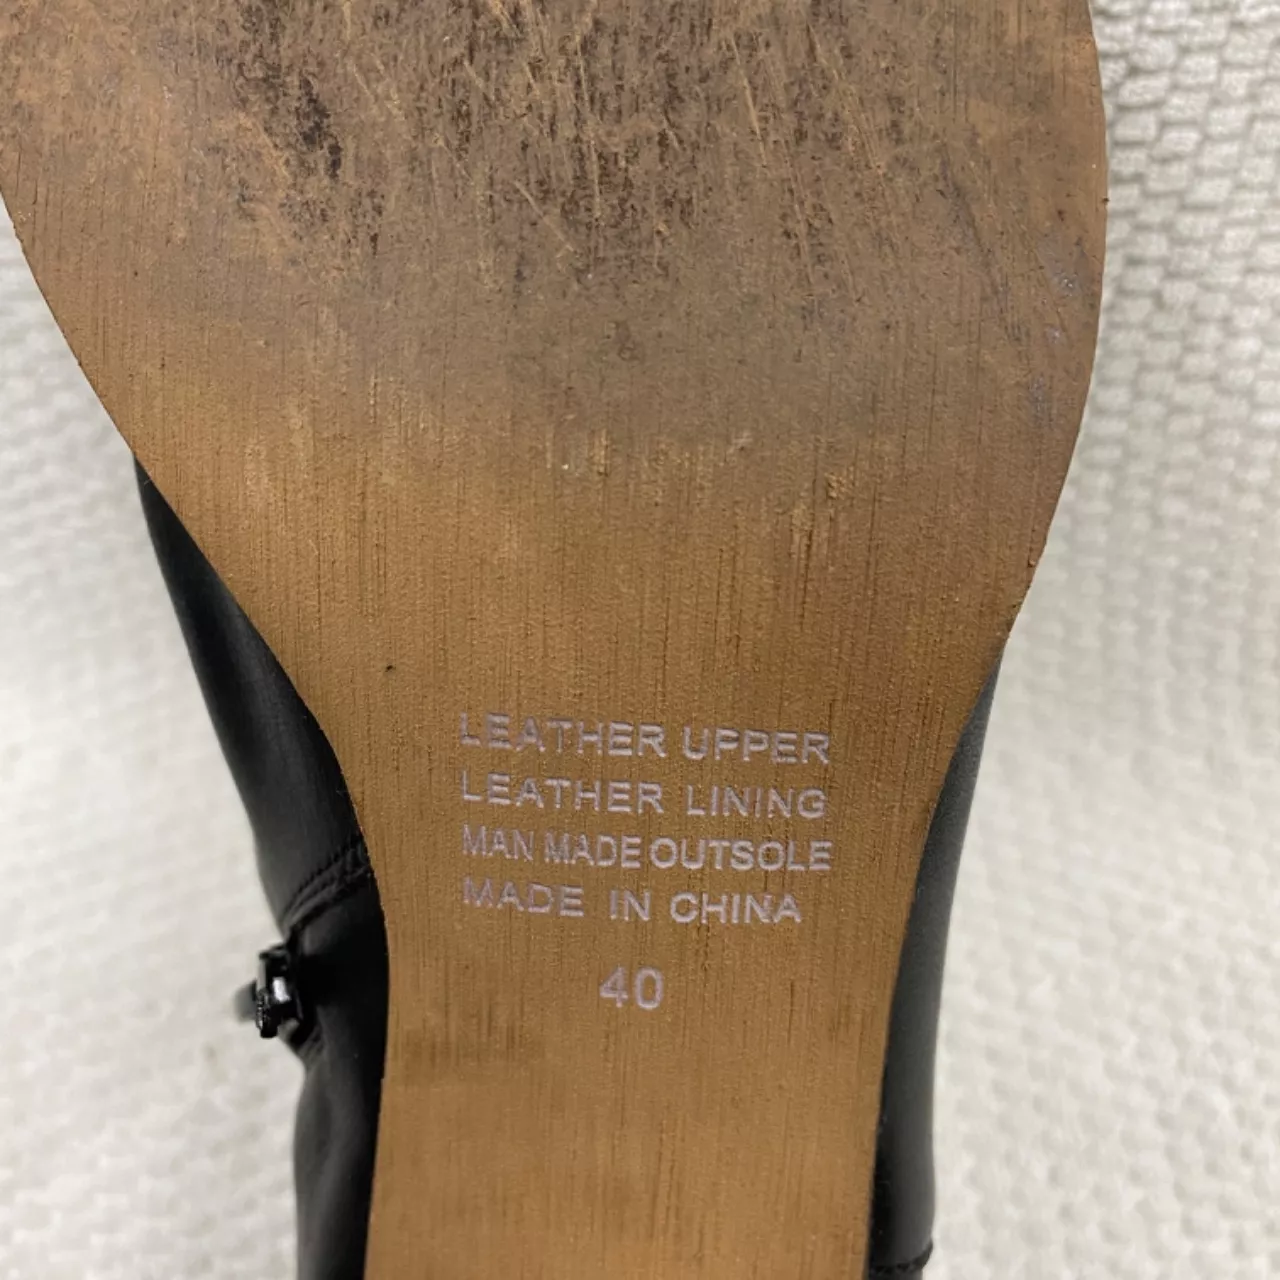 LEATHER UPPER
LEATHER LINING
MAN MADE OUTSOLE
MADE IN CHINA
40